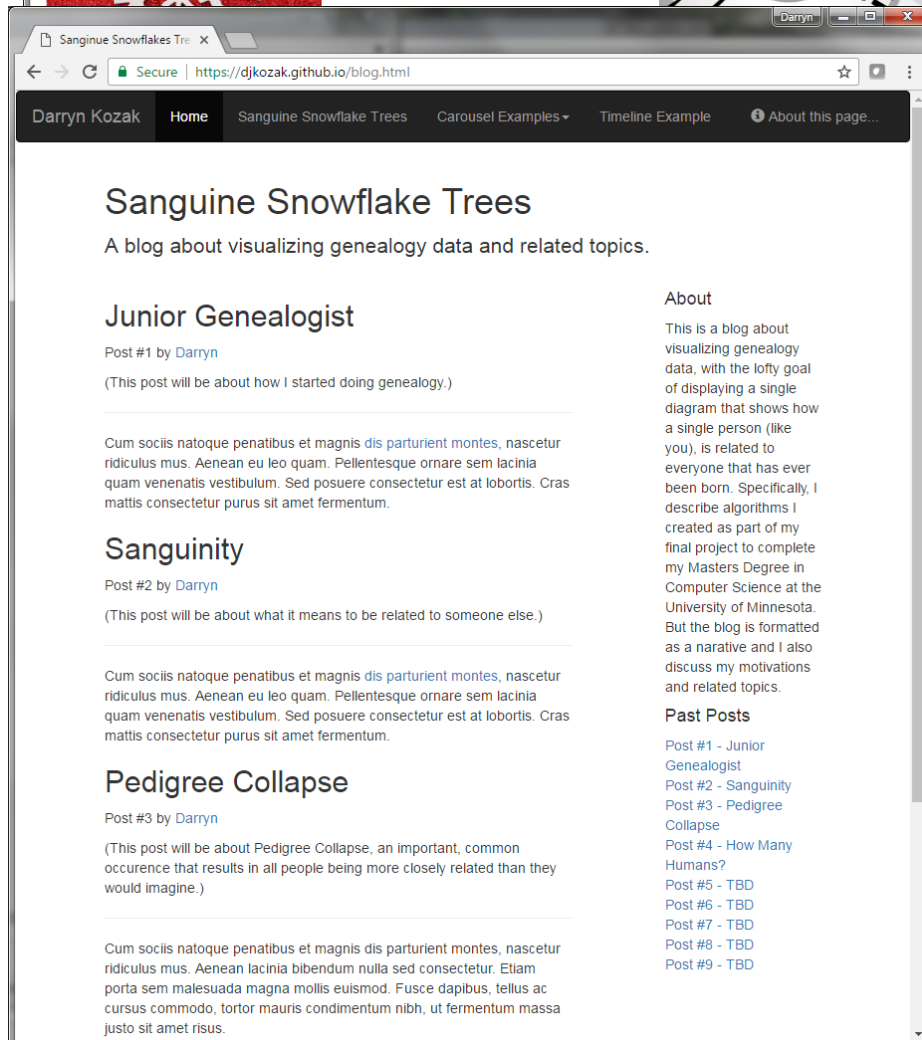 Darryn
Sanginue Snowflakes Tre
Secure | https://djkozak.github.io/blog.html
Darryn Kozak Home Sanguine Snowflake Trees Carousel Examples Timeline Example About this page...
Sanguine Snowflake Trees
A blog about visualizing genealogy data and related topics.
Junior Genealogist
Post #1 by Darryn
(This post will be about how I started doing genealogy.)
Cum sociis natoque penatibus et magnis dis parturient montes, nascetur
ridiculus mus. Aenean eu leo quam. Pellentesque ornare sem lacinia
quam venenatis vestibulum. Sed posuere consectetur est at lobortis. Cras
mattis consectetur purus sit amet fermentum.
Sanguinity
Post #2 by Darryn
(This post will be about what it means to be related to someone else.)
Cum sociis natoque penatibus et magnis dis parturient montes, nascetur
ridiculus mus. Aenean eu leo quam. Pellentesque ornare sem lacinia
quam venenatis vestibulum. Sed posuere consectetur est at lobortis. Cras
mattis consectetur purus sit amet fermentum.
Pedigree Collapse
Post #3 by Darryn
(This post will be about Pedigree Collapse, an important, common
occurence that results in all people being more closely related than they
would imagine.)
Cum sociis natoque penatibus et magnis dis parturient montes, nascetur
ridiculus mus. Aenean lacinia bibendum nulla sed consectetur. Etiam
porta sem malesuada magna mollis euismod. Fusce dapibus, tellus ac
cursus commodo, tortor mauris condimentum nibh, ut fermentum massa
justo sit amet risus.
About
This is a blog about
visualizing genealogy
data, with the lofty goal
of displaying a single
diagram that shows how
a single person (like
you), is related to
everyone that has ever
been born. Specifically, I
describe algorithms I
created as part of my
final project to complete
my Masters Degree in
Computer Science at the
University of Minnesota.
But the blog is formatted
as a narative and I also
discuss my motivations
and related topics.
Past Posts
Post #1 - Junior
Genealogist
Post #2 - Sanguinity
Post #3 - Pedigree
Collapse
Post #4 - How Many
Humans?
Post #5 - TBD
Post #6 - TBD
Post #7 - TBD
Post #8 - TBD
Post #9 - TBD